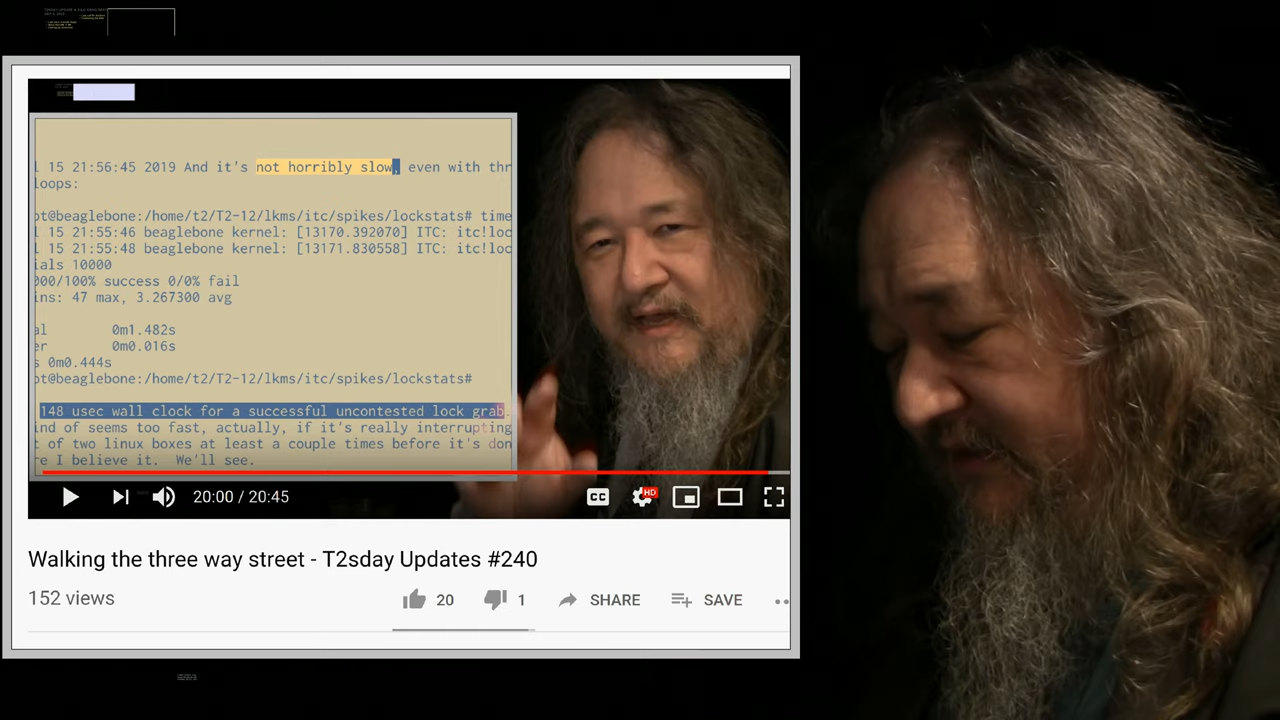 l 15 21:56:45 2019 And it's not horribly slow, even with thr
loops:
ot@beaglebone:/home/t2/T2-12/lkms/itc/spikes/lockstats# time
l 15 21:55:46 beaglebone kernel: [13170.392070] ITC: itc!loc
l 15 21:55:48 beaglebone kernel: [13171.830558] ITC: itc!loc
ials 10000
000/100% success 0/0% fail
ins: 47 max, 3.267300 avg
al 0m1.482s
er 0m0.016s
s 0m0.444s
ot@beaglebone:/home/t2/T2-12/lkms/itc/spikes/lockstats#
148 usec wall clock for a successful uncontested lock grab.
ind of seems too fast, actually, if it's really interrupting
t of two linux boxes at least a couple times before it's don
re I believe it. We'll see.
20:00 / 20:45
CC
HD
Walking the three way street - T2sday Updates #240
152 views
20
1
SHARE
SAVE